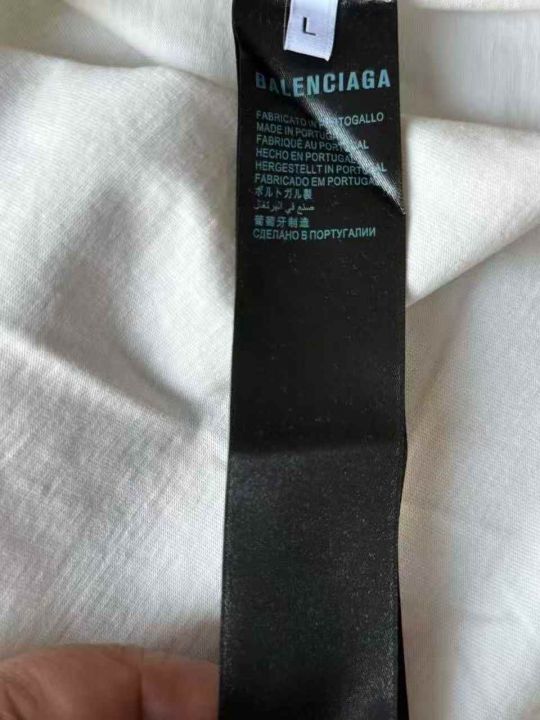 L
BALENCIAGA
FABRICATO IN PORTOGALLO
MADE IN PORTUGAL
FABRIQUÉ AU PORTUGAL
HECHO EN PORTUGAL
HERGESTELLT IN PORTUGAL
FABRICADO EM PORTUGAL
ポルトガル製
صنع في البرتغال
葡萄牙制造
СДЕЛАНО В ПОРТУГАЛИИ